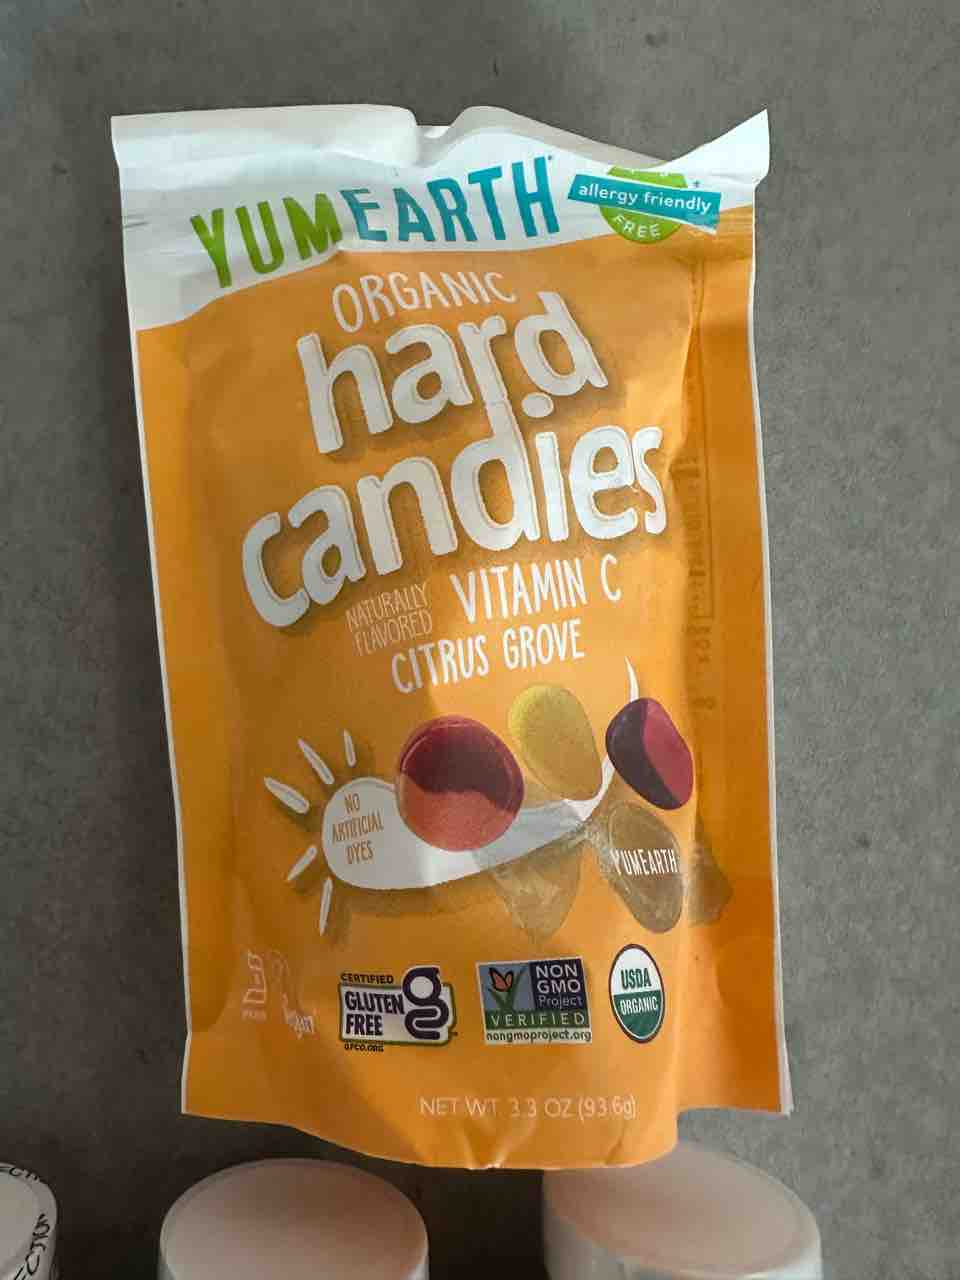 YUMEARTH
allergy friendly
FREE
ORGANIC
hard
candies
NATURALLY
FLAVORED
VITAMIN C
CITRUS GROVE
NO
ARTIFICIAL
DYES
YUMEARTH
vegan
CERTIFIED
GLUTEN
FREE
GFCO.ORG
NON
GMO
Project
VERIFIED
nongmoproject.org
USDA
ORGANIC
NET WT. 3.3 OZ (93.6g)